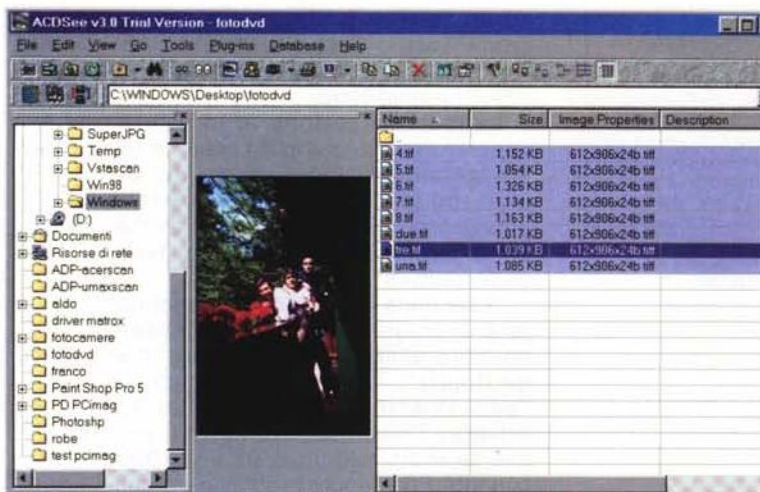 ACDSee v3.0 Trial Version - fotodvd
File Edit View Go Tools Plug-ins Database Help
C:\WINDOWS\Desktop\fotodvd
SuperJPG
Temp
Vstascan
Win98
Windows
(D:)
Documenti
Risorse di rete
ADP-acerscan
ADP-umaxscan
aldo
driver matrox
fotocamere
fotodvd
franco
Paint Shop Pro 5
PD PCimag
Photoshp
robe
test pcimag
Name Size Image Properties Description
..
4.tif 1.152 KB 612x906x24b tiff
5.tif 1.054 KB 612x906x24b tiff
6.tif 1.326 KB 612x906x24b tiff
7.tif 1.134 KB 612x906x24b tiff
8.tif 1.163 KB 612x906x24b tiff
due.tif 1.017 KB 612x906x24b tiff
tre.tif 1.039 KB 612x906x24b tiff
una.tif 1.085 KB 612x906x24b tiff